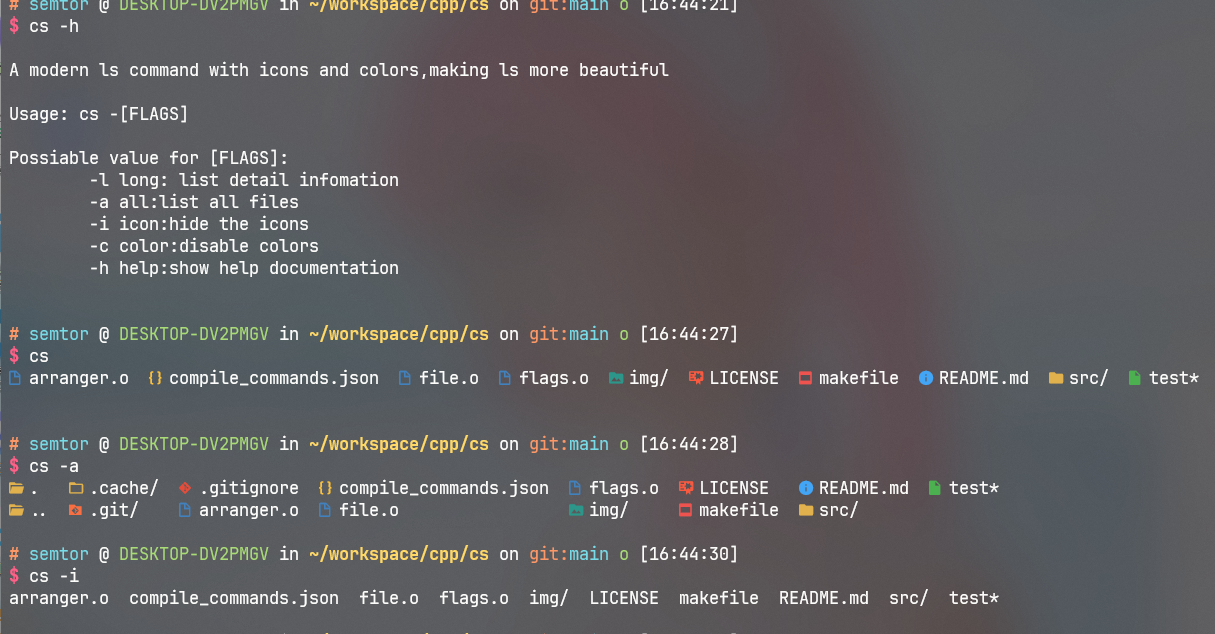 # semtor @ DESKTOP-DV2PMGV in ~/workspace/cpp/cs on git:main o [16:44:21]
$ cs -h
A modern ls command with icons and colors,making ls more beautiful
Usage: cs -[FLAGS]
Possiable value for [FLAGS]:
-l long: list detail infomation
-a all:list all files
-i icon:hide the icons
-c color:disable colors
-h help:show help documentation
# semtor @ DESKTOP-DV2PMGV in ~/workspace/cpp/cs on git:main o [16:44:27]
$ cs
arranger.o {} compile_commands.json file.o flags.o img/ LICENSE makefile README.md src/ test*
# semtor @ DESKTOP-DV2PMGV in ~/workspace/cpp/cs on git:main o [16:44:28]
$ cs -a
. .cache/ .gitignore {} compile_commands.json flags.o LICENSE README.md test*
.. .git/ arranger.o file.o img/ makefile src/
# semtor @ DESKTOP-DV2PMGV in ~/workspace/cpp/cs on git:main o [16:44:30]
$ cs -i
arranger.o compile_commands.json file.o flags.o img/ LICENSE makefile README.md src/ test*